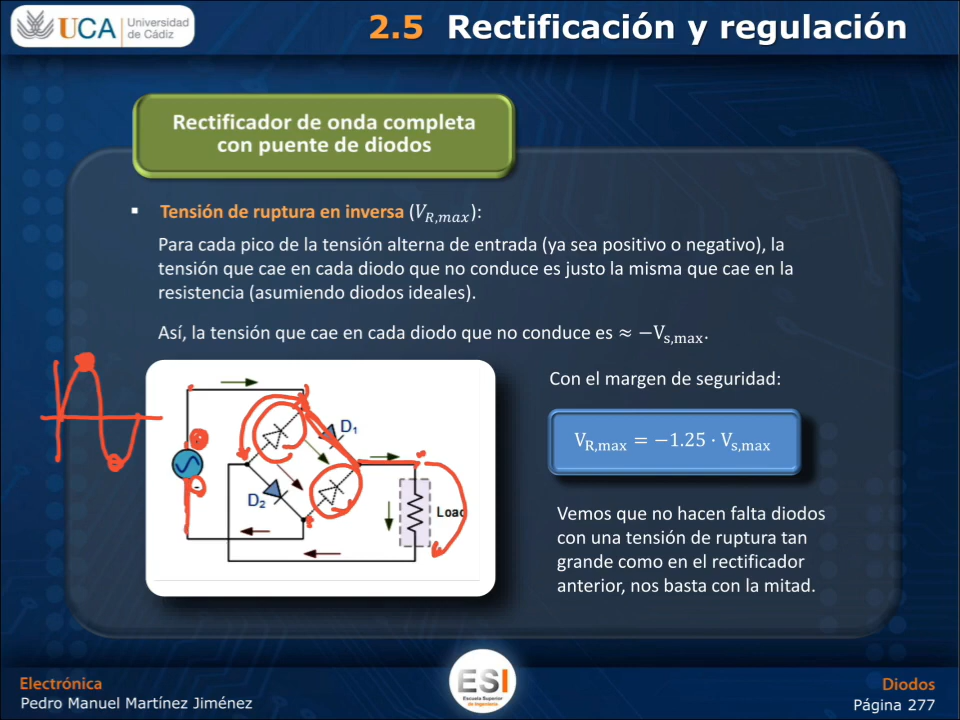 UCA
Universidad
de Cádiz
2.5 Rectificación y regulación
Rectificador de onda completa
con puente de diodos
▪ Tensión de ruptura en inversa (V_{R,max}):
Para cada pico de la tensión alterna de entrada (ya sea positivo o negativo), la
tensión que cae en cada diodo que no conduce es justo la misma que cae en la
resistencia (asumiendo diodos ideales).
Así, la tensión que cae en cada diodo que no conduce es ≈ −V_{s,max}.
D₁
D₂
Load
Con el margen de seguridad:
V_{R,max} = −1.25 · V_{s,max}
Vemos que no hacen falta diodos
con una tensión de ruptura tan
grande como en el rectificador
anterior, nos basta con la mitad.
Electrónica
Pedro Manuel Martínez Jiménez
ESI
Escuela Superior
de Ingeniería
Diodos
Página 277